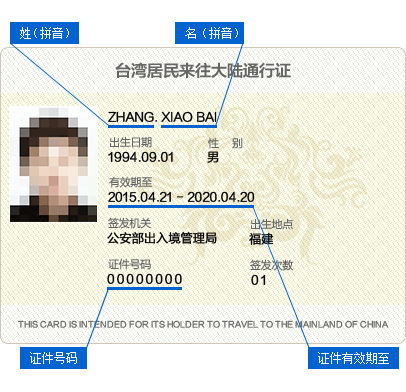 姓（拼音）
名（拼音）
台湾居民来往大陆通行证
ZHANG. XIAO BAI
出生日期
性 别
1994.09.01
男
有效期至
2015.04.21 - 2020.04.20
签发机关
出生地点
公安部出入境管理局
福建
证件号码
签发次数
00000000
01
THIS CARD IS INTENDED FOR ITS HOLDER TO TRAVEL TO THE MAINLAND OF CHINA
证件号码
证件有效期至